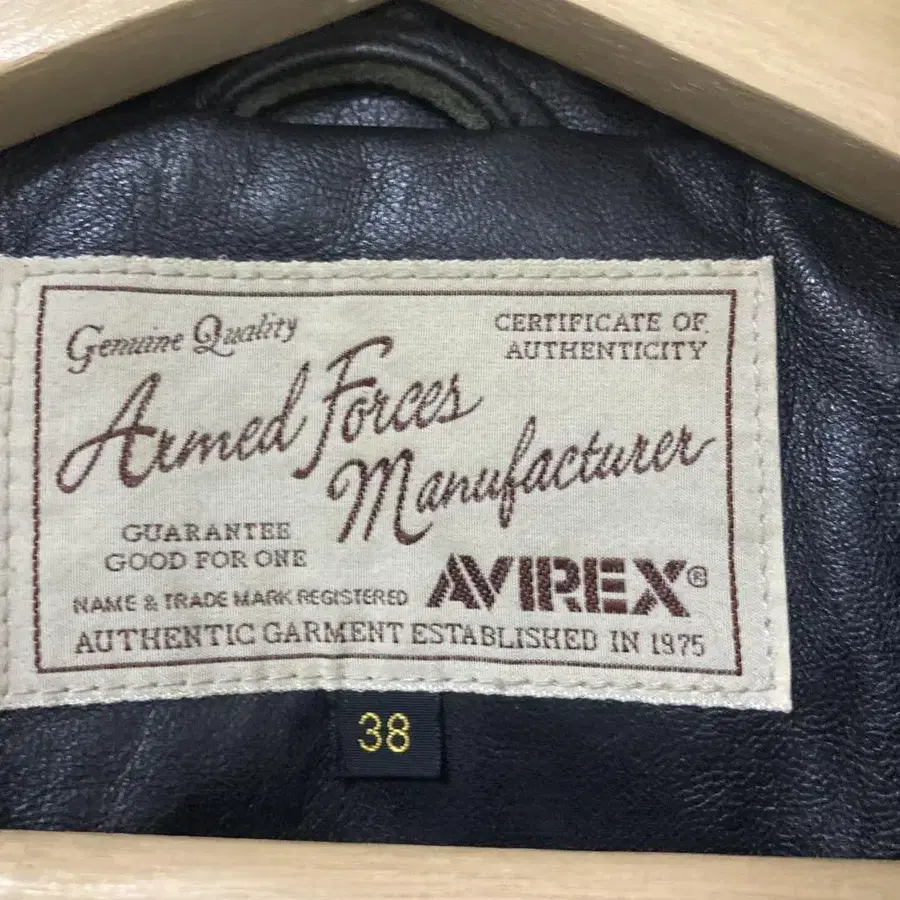 Genuine Quality
CERTIFICATE OF
AUTHENTICITY
Armed Forces
Manufacturer
GUARANTEE
GOOD FOR ONE
NAME & TRADE MARK REGISTERED
AVIREX®
AUTHENTIC GARMENT ESTABLISHED IN 1975
38